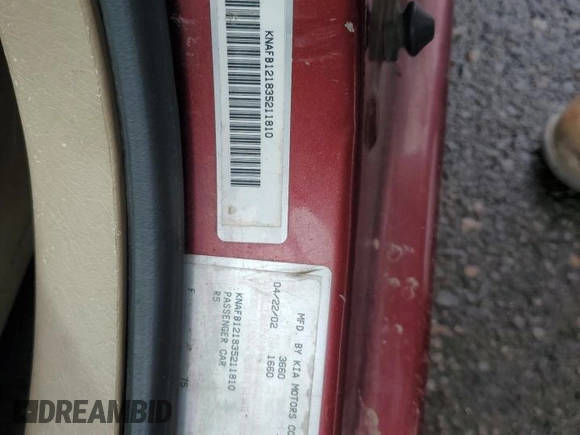 KNAFB121835211810
MFD. BY KIA MOTORS CO
04/22/02 3660
1660
KNAFB121835211810
PASSENGER CAR
R5
F
DREAMBID